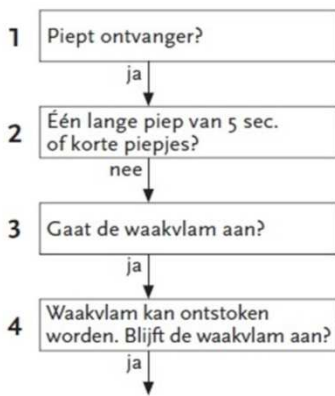 1 Piept ontvanger?
ja
2 Één lange piep van 5 sec.
of korte piepjes?
nee
3 Gaat de waakvlam aan?
ja
4 Waakvlam kan ontstoken
worden. Blijft de waakvlam aan?
ja